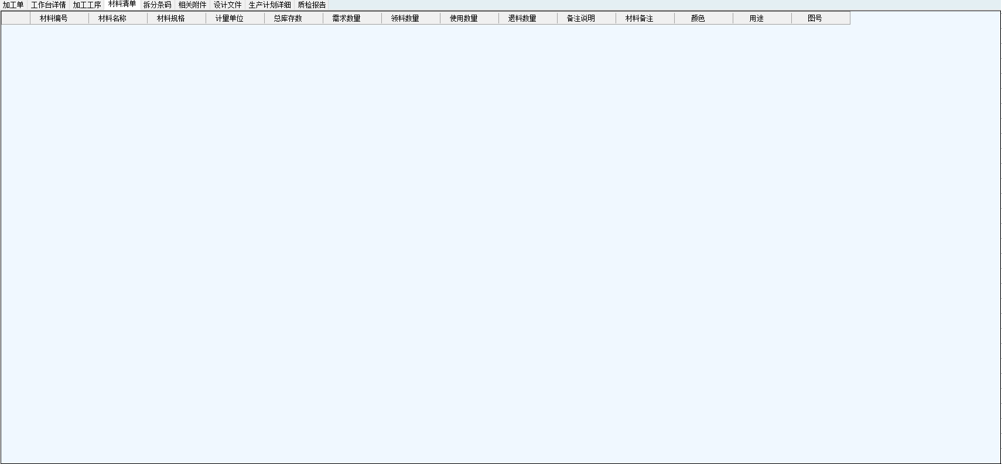 加工单 工作台详情 加工工序 材料清单 拆分条码 相关附件 设计文件 生产计划详细 质检报告
材料编号 材料名称 材料规格 计量单位 总库存数 需求数量 领料数量 使用数量 退料数量 备注说明 材料备注 颜色 用途 图号